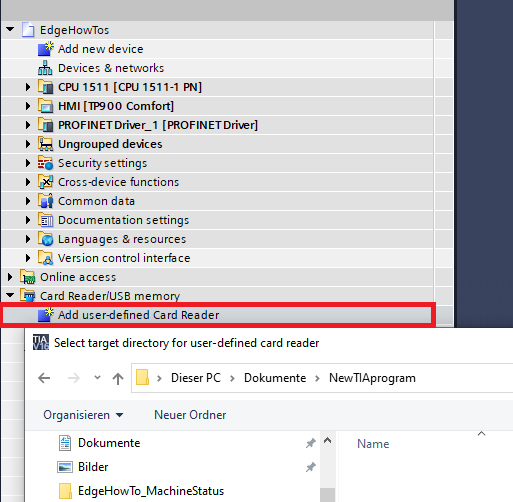 EdgeHowTos
Add new device
Devices & networks
CPU 1511 [CPU 1511-1 PN]
HMI [TP900 Comfort]
PROFINET Driver_1 [PROFINET Driver]
Ungrouped devices
Security settings
Cross-device functions
Common data
Documentation settings
Languages & resources
Version control interface
Online access
Card Reader/USB memory
Add user-defined Card Reader
Select target directory for user-defined card reader
Dieser PC > Dokumente > NewTIAprogram
Organisieren Neuer Ordner
Dokumente Name
Bilder
EdgeHowTo_MachineStatus